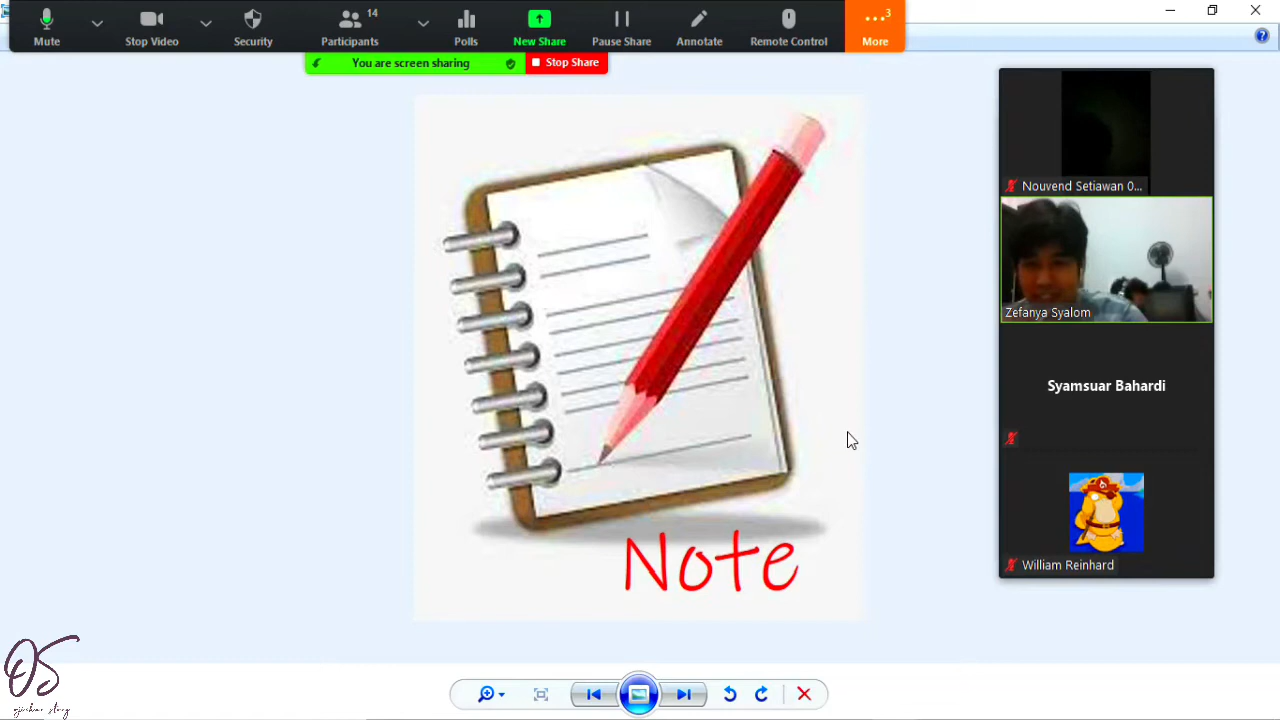 14
3
Mute
Stop Video
Security
Participants
Polls
New Share
Pause Share
Annotate
Remote Control
More
You are screen sharing
Stop Share
Nouvend Setiawan 0...
Zefanya Syalom
Syamsuar Bahardi
William Reinhard
Note
OS